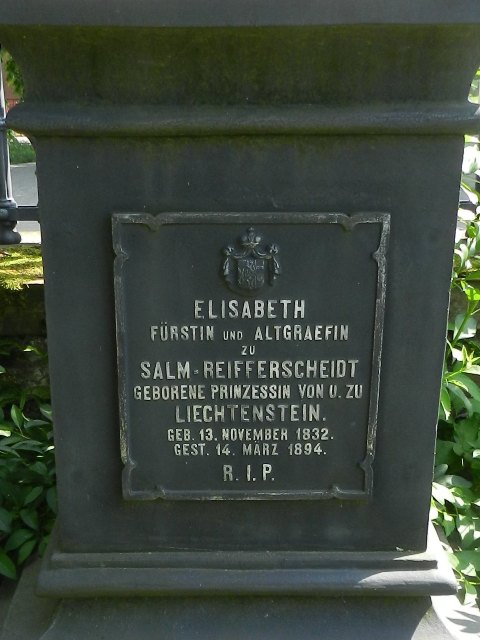 ELISABETH
FÜRSTIN UND ALTGRAEFIN
ZU
SALM-REIFFERSCHEIDT
GEBORENE PRINZESSIN VON U. ZU
LIECHTENSTEIN.
GEB. 13. NOVEMBER 1832.
GEST. 14. MÄRZ 1894.
R. I. P.